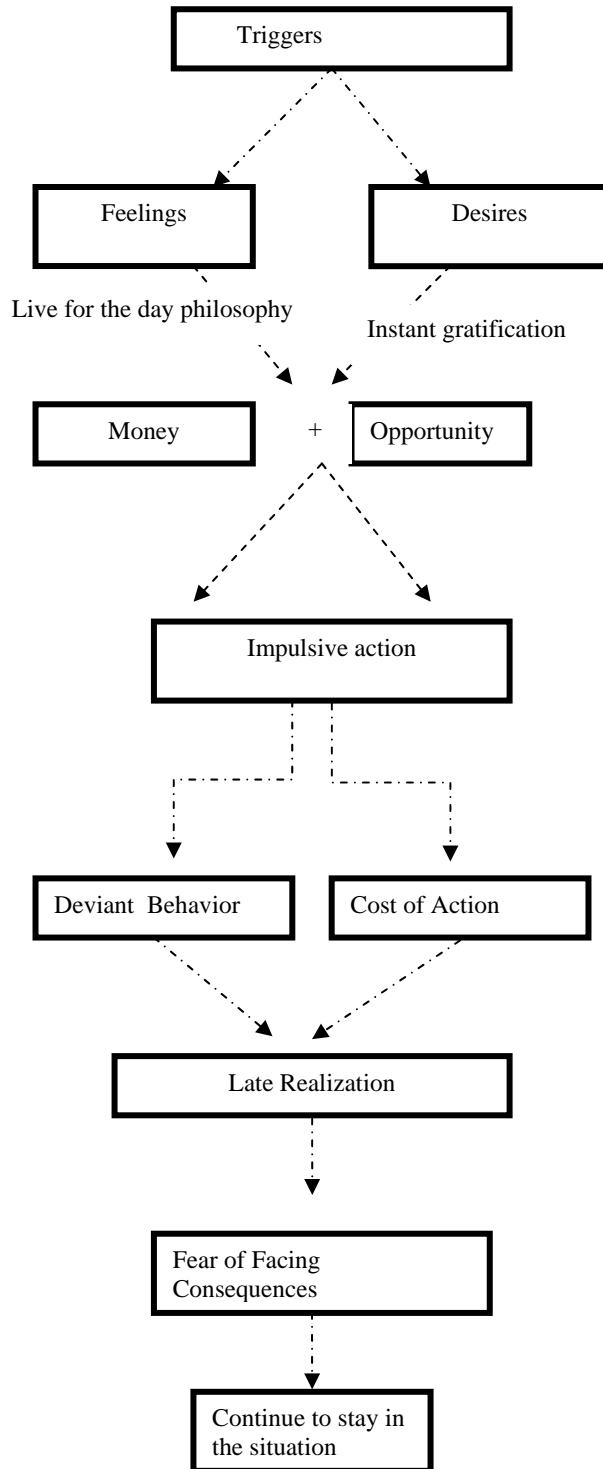 Triggers
Feelings
Desires
Live for the day philosophy
Instant gratification
Money
+
Opportunity
Impulsive action
Deviant Behavior
Cost of Action
Late Realization
Fear of Facing
Consequences
Continue to stay in
the situation